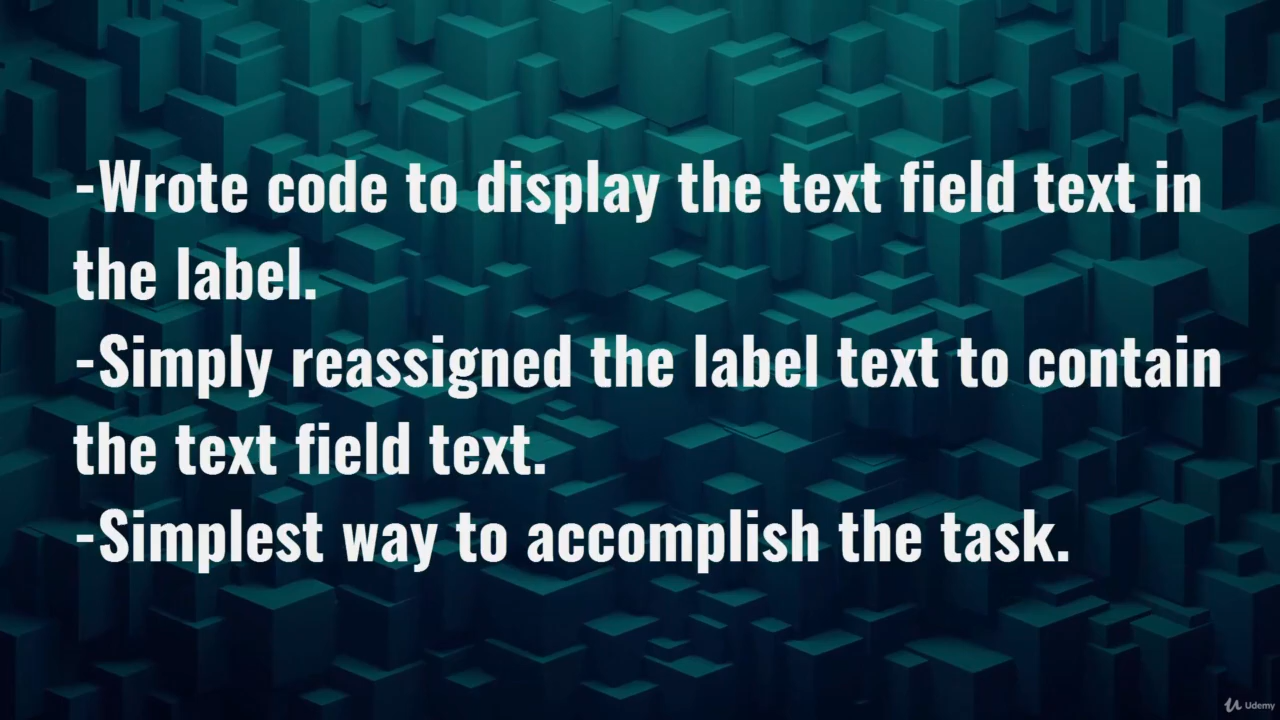 -Wrote code to display the text field text in
the label.
-Simply reassigned the label text to contain
the text field text.
-Simplest way to accomplish the task.
Udemy